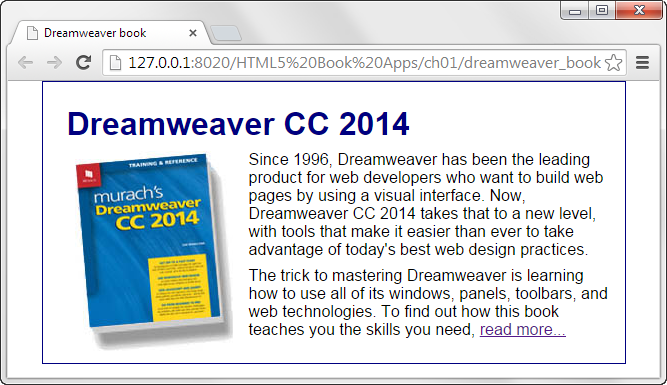 Dreamweaver book
127.0.0.1:8020/HTML5%20Book%20Apps/ch01/dreamweaver_book
Dreamweaver CC 2014
TRAINING & REFERENCE
murach's
Dreamweaver
CC 2014
Since 1996, Dreamweaver has been the leading
product for web developers who want to build web
pages by using a visual interface. Now,
Dreamweaver CC 2014 takes that to a new level,
with tools that make it easier than ever to take
advantage of today's best web design practices.
The trick to mastering Dreamweaver is learning
how to use all of its windows, panels, toolbars, and
web technologies. To find out how this book
teaches you the skills you need, read more...